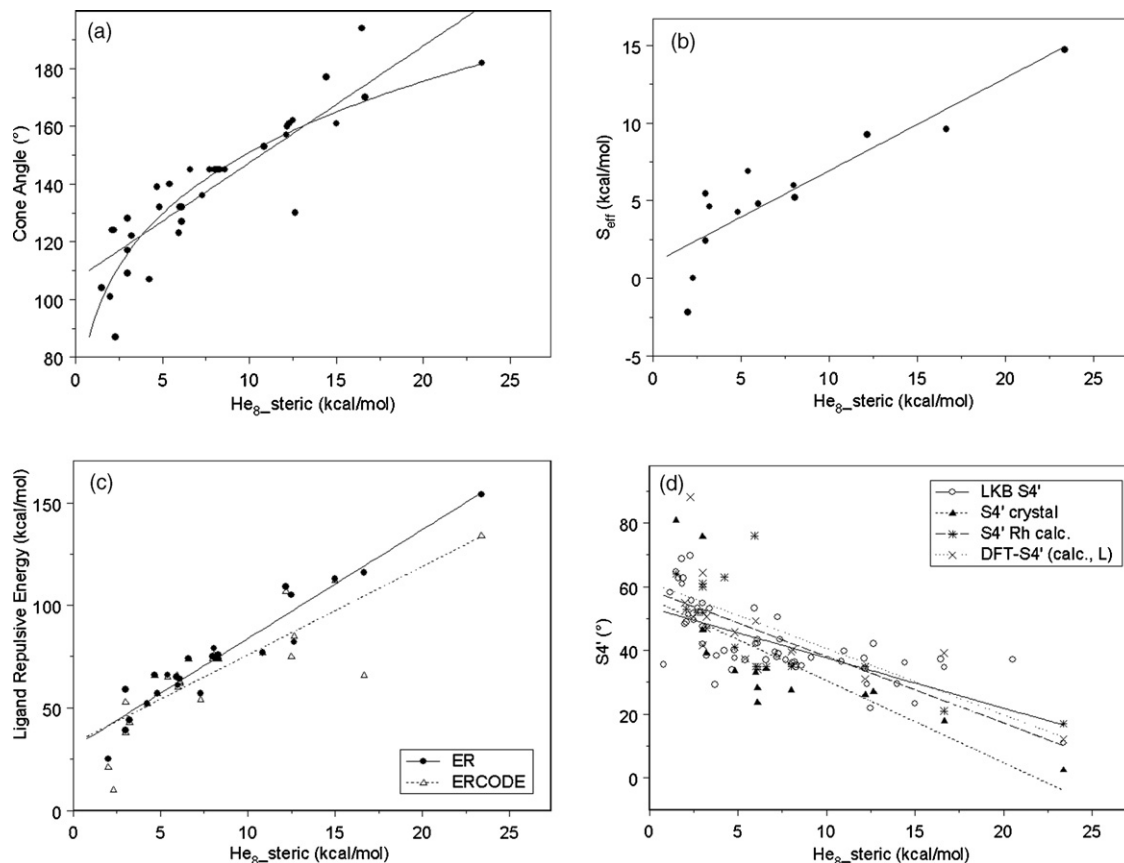 (a)
Cone Angle (°)
180
160
140
120
100
80
0 5 10 15 20 25
He₈_steric (kcal/mol)
(b)
S_eff (kcal/mol)
15
10
5
0
-5
0 5 10 15 20 25
He₈_steric (kcal/mol)
(c)
Ligand Repulsive Energy (kcal/mol)
150
100
50
0
ER
ERCODE
0 5 10 15 20 25
He₈_steric (kcal/mol)
(d)
S4' (°)
80
60
40
20
0
LKB S4'
S4' crystal
S4' Rh calc.
DFT-S4' (calc., L)
0 5 10 15 20 25
He₈_steric (kcal/mol)